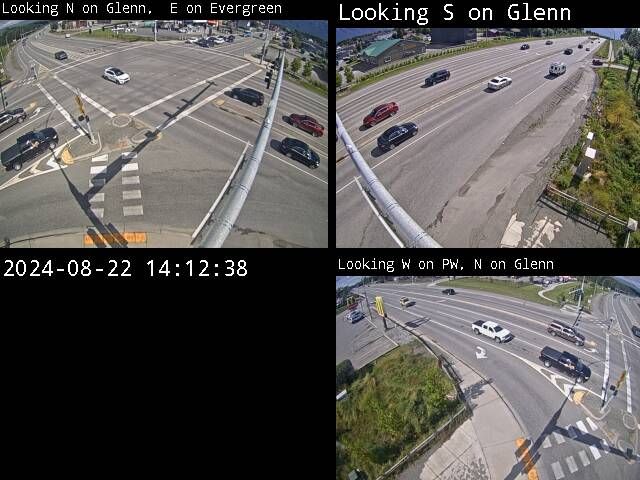 Looking N on Glenn, E on Evergreen
Looking S on Glenn
2024-08-22 14:12:38
Looking W on PW, N on Glenn